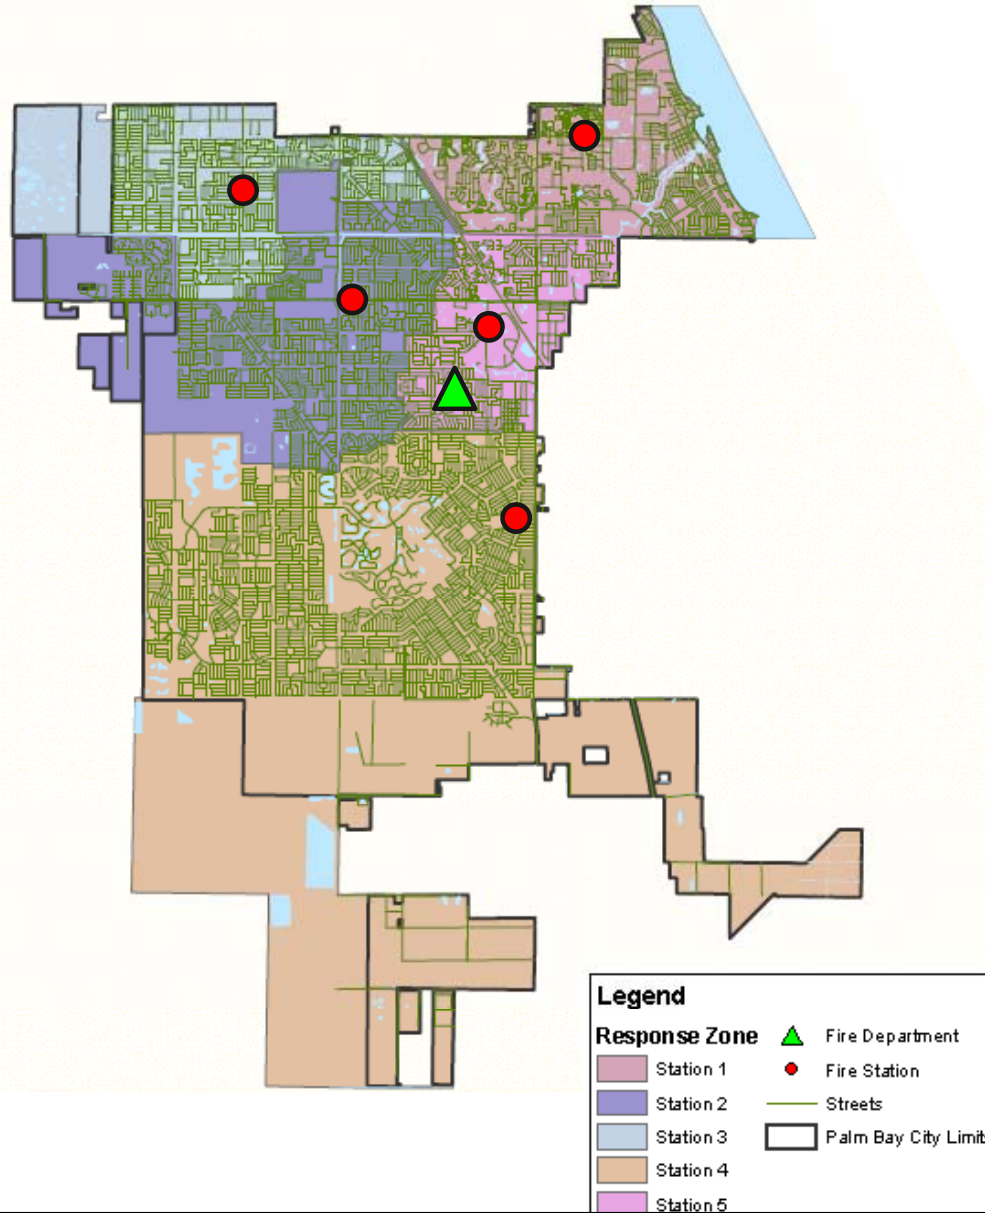 Legend
Response Zone
Station 1
Station 2
Station 3
Station 4
Station 5
Fire Department
Fire Station
Streets
Palm Bay City Limit